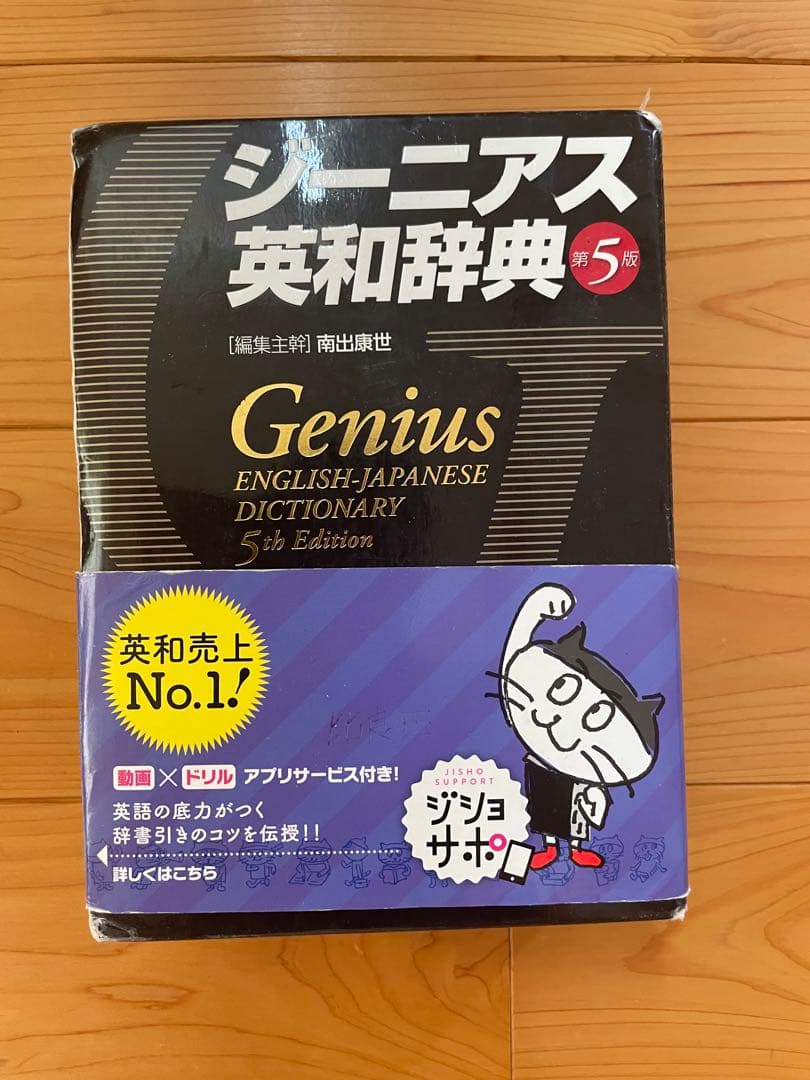 ジーニアス
英和辞典 第5版
[編集主幹] 南出康世
Genius
ENGLISH-JAPANESE
DICTIONARY
5th Edition
英和売上
No.1!
動画×ドリル アプリサービス付き!
英語の底力がつく
辞書引きのコツを伝授!!
詳しくはこちら
JISHO
SUPPORT
ジショ
サポ